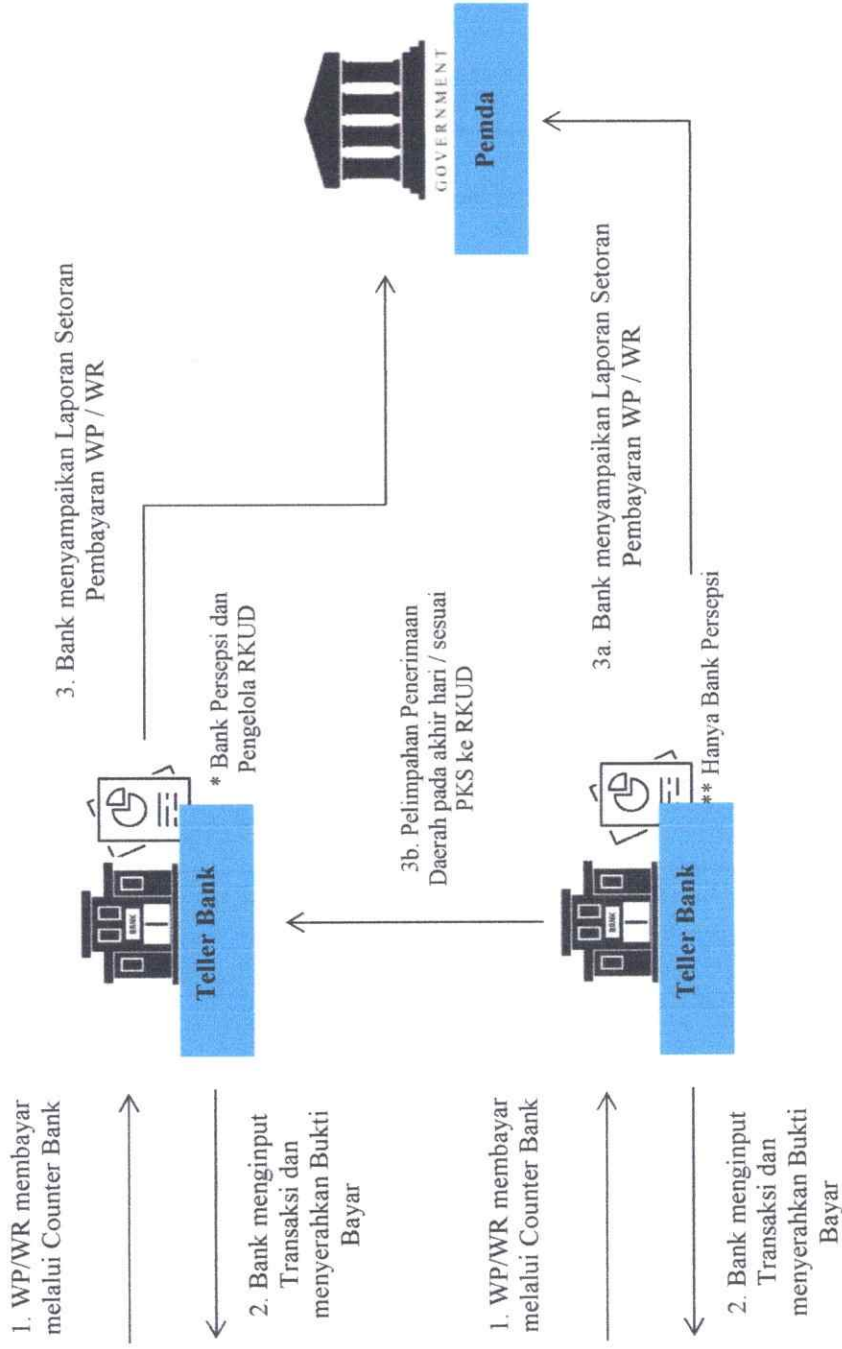 1. WP/WR membayar
melalui Counter Bank
BANK
Teller Bank
2. Bank menginput
Transaksi dan
menyerahkan Bukti
Bayar
* Bank Persepsi dan
Pengelola RKUD
3. Bank menyampaikan Laporan Setoran
Pembayaran WP / WR
GOVERNMENT
Pemda
3b. Pelimpahan Penerimaan
Daerah pada akhir hari / sesuai
PKS ke RKUD
1. WP/WR membayar
melalui Counter Bank
BANK
Teller Bank
2. Bank menginput
Transaksi dan
menyerahkan Bukti
Bayar
** Hanya Bank Persepsi
3a. Bank menyampaikan Laporan Setoran
Pembayaran WP / WR